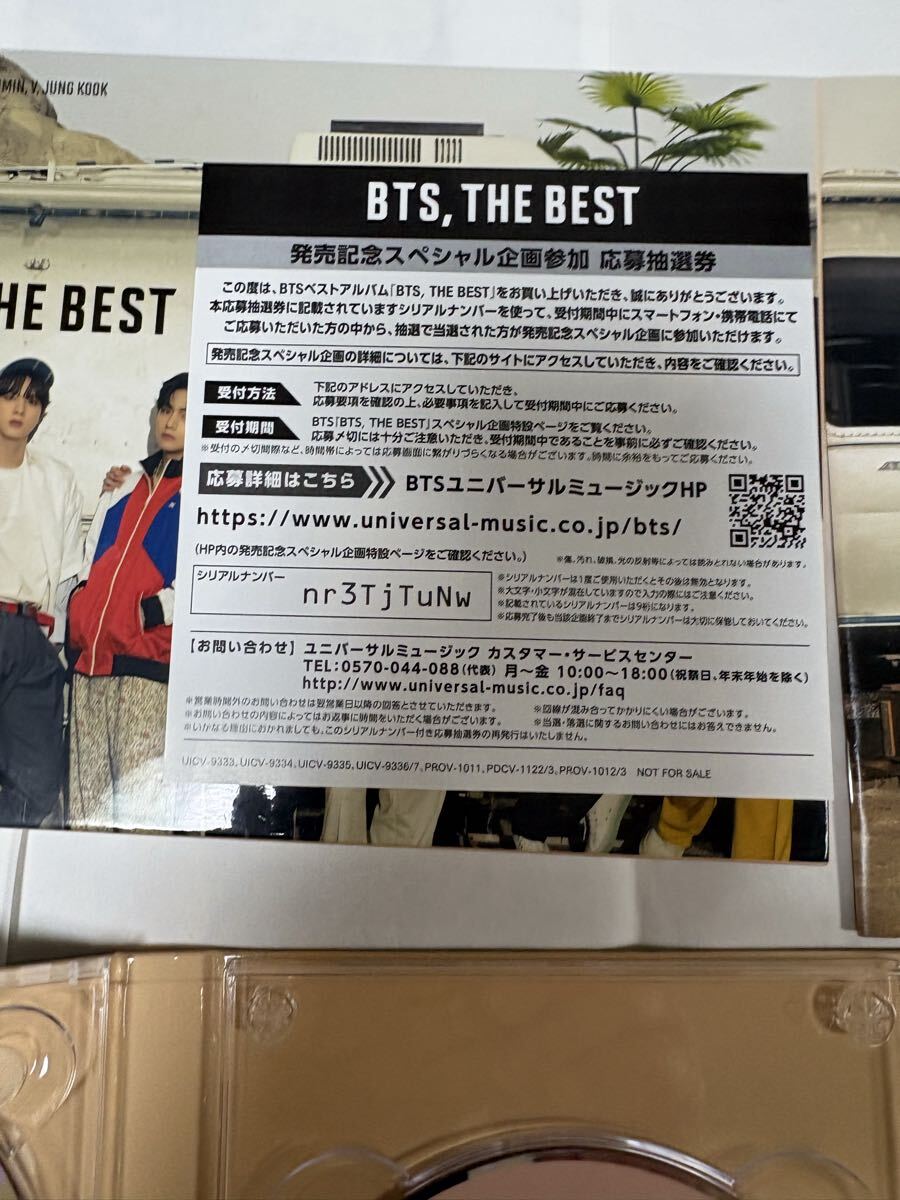 MIN, V, JUNG KOOK
HE BEST
BTS, THE BEST
発売記念スペシャル企画参加 応募抽選券
この度は、BTSベストアルバム「BTS, THE BEST」をお買い上げいただき、誠にありがとうございます。
本応募抽選券に記載されていますシリアルナンバーを使って、受付期間中にスマートフォン・携帯電話にて
ご応募いただいた方の中から、抽選で当選された方が発売記念スペシャル企画に参加いただけます。
発売記念スペシャル企画の詳細については、下記のサイトにアクセスしていただき、内容をご確認ください。
受付方法
下記のアドレスにアクセスしていただき、
応募要項を確認の上、必要事項を記入して受付期間中にご応募ください。
受付期間
BTS「BTS, THE BEST」スペシャル企画特設ページをご覧ください。
応募〆切には十分ご注意いただき、受付期間中であることを事前に必ずご確認ください。
※受付の〆切間際など、時間帯によっては応募画面に繋がりづらくなる場合がございます。時間に余裕をもってご応募ください。
応募詳細はこちら
BTSユニバーサルミュージックHP
https://www.universal-music.co.jp/bts/
(HP内の発売記念スペシャル企画特設ページをご確認ください。)
※傷、汚れ、破損、光の反射等によっては読みとれない場合があります。
シリアルナンバー
nr3TjTuNw
※シリアルナンバーは1度ご使用いただくとその後は無効となります。
※大文字・小文字が混在していますので入力の際にはご注意ください。
※記載されているシリアルナンバーは9桁になります。
※応募完了後も当該企画終了までシリアルナンバーは大切に保管しておいてください。
【お問い合わせ】ユニバーサルミュージック カスタマー・サービスセンター
TEL:0570-044-088(代表) 月〜金 10:00〜18:00(祝祭日、年末年始を除く)
http://www.universal-music.co.jp/faq
※営業時間外のお問い合わせは翌営業日以降の回答とさせていただきます。
※回線が混み合ってかかりにくい場合がございます。
※お問い合わせの内容によってはお返事に時間をいただく場合がございます。
※当選・落選に関するお問い合わせにはお答えできません。
※いかなる理由におかれましても、このシリアルナンバー付き応募抽選券の再発行はいたしません。
UICV-9333、UICV-9334、UICV-9335、UICV-9336/7、PROV-1011、PDCV-1122/3、PROV-1012/3 NOT FOR SALE